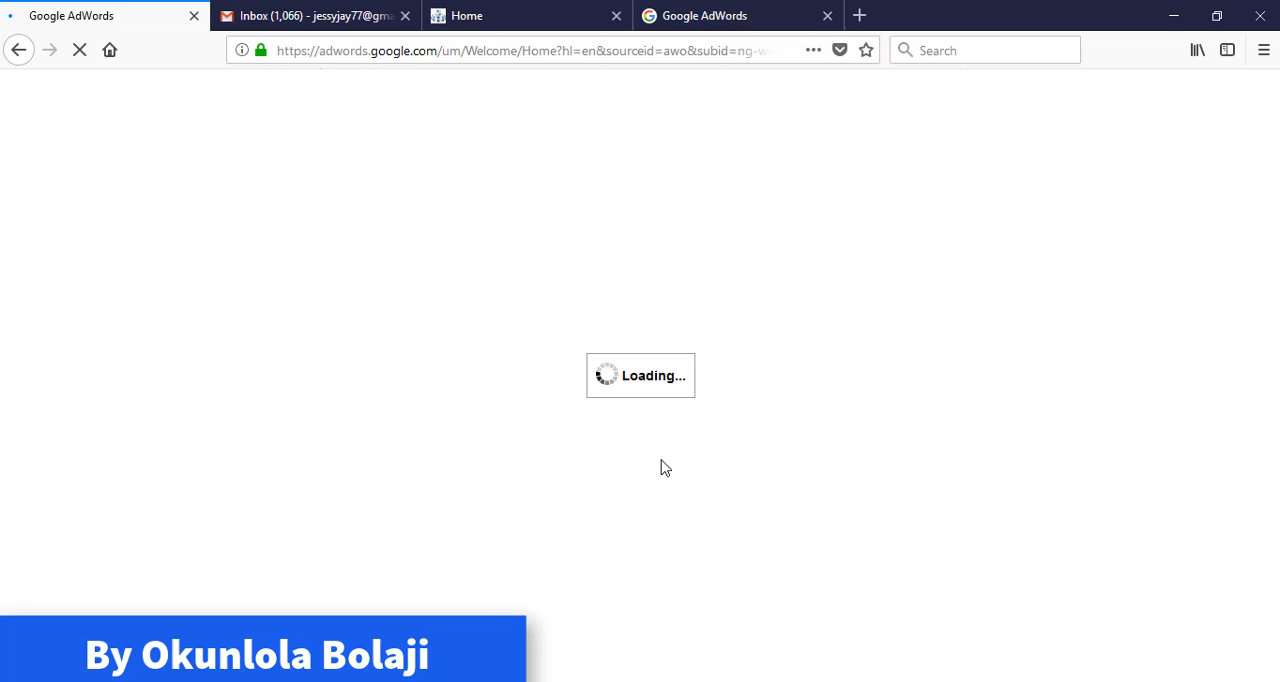 Google AdWords
Inbox (1,066) - jessyjay77@gma
Home
Google AdWords
https://adwords.google.com/um/Welcome/Home?hl=en&sourceid=awo&subid=ng-w
Search
Loading...
By Okunlola Bolaji